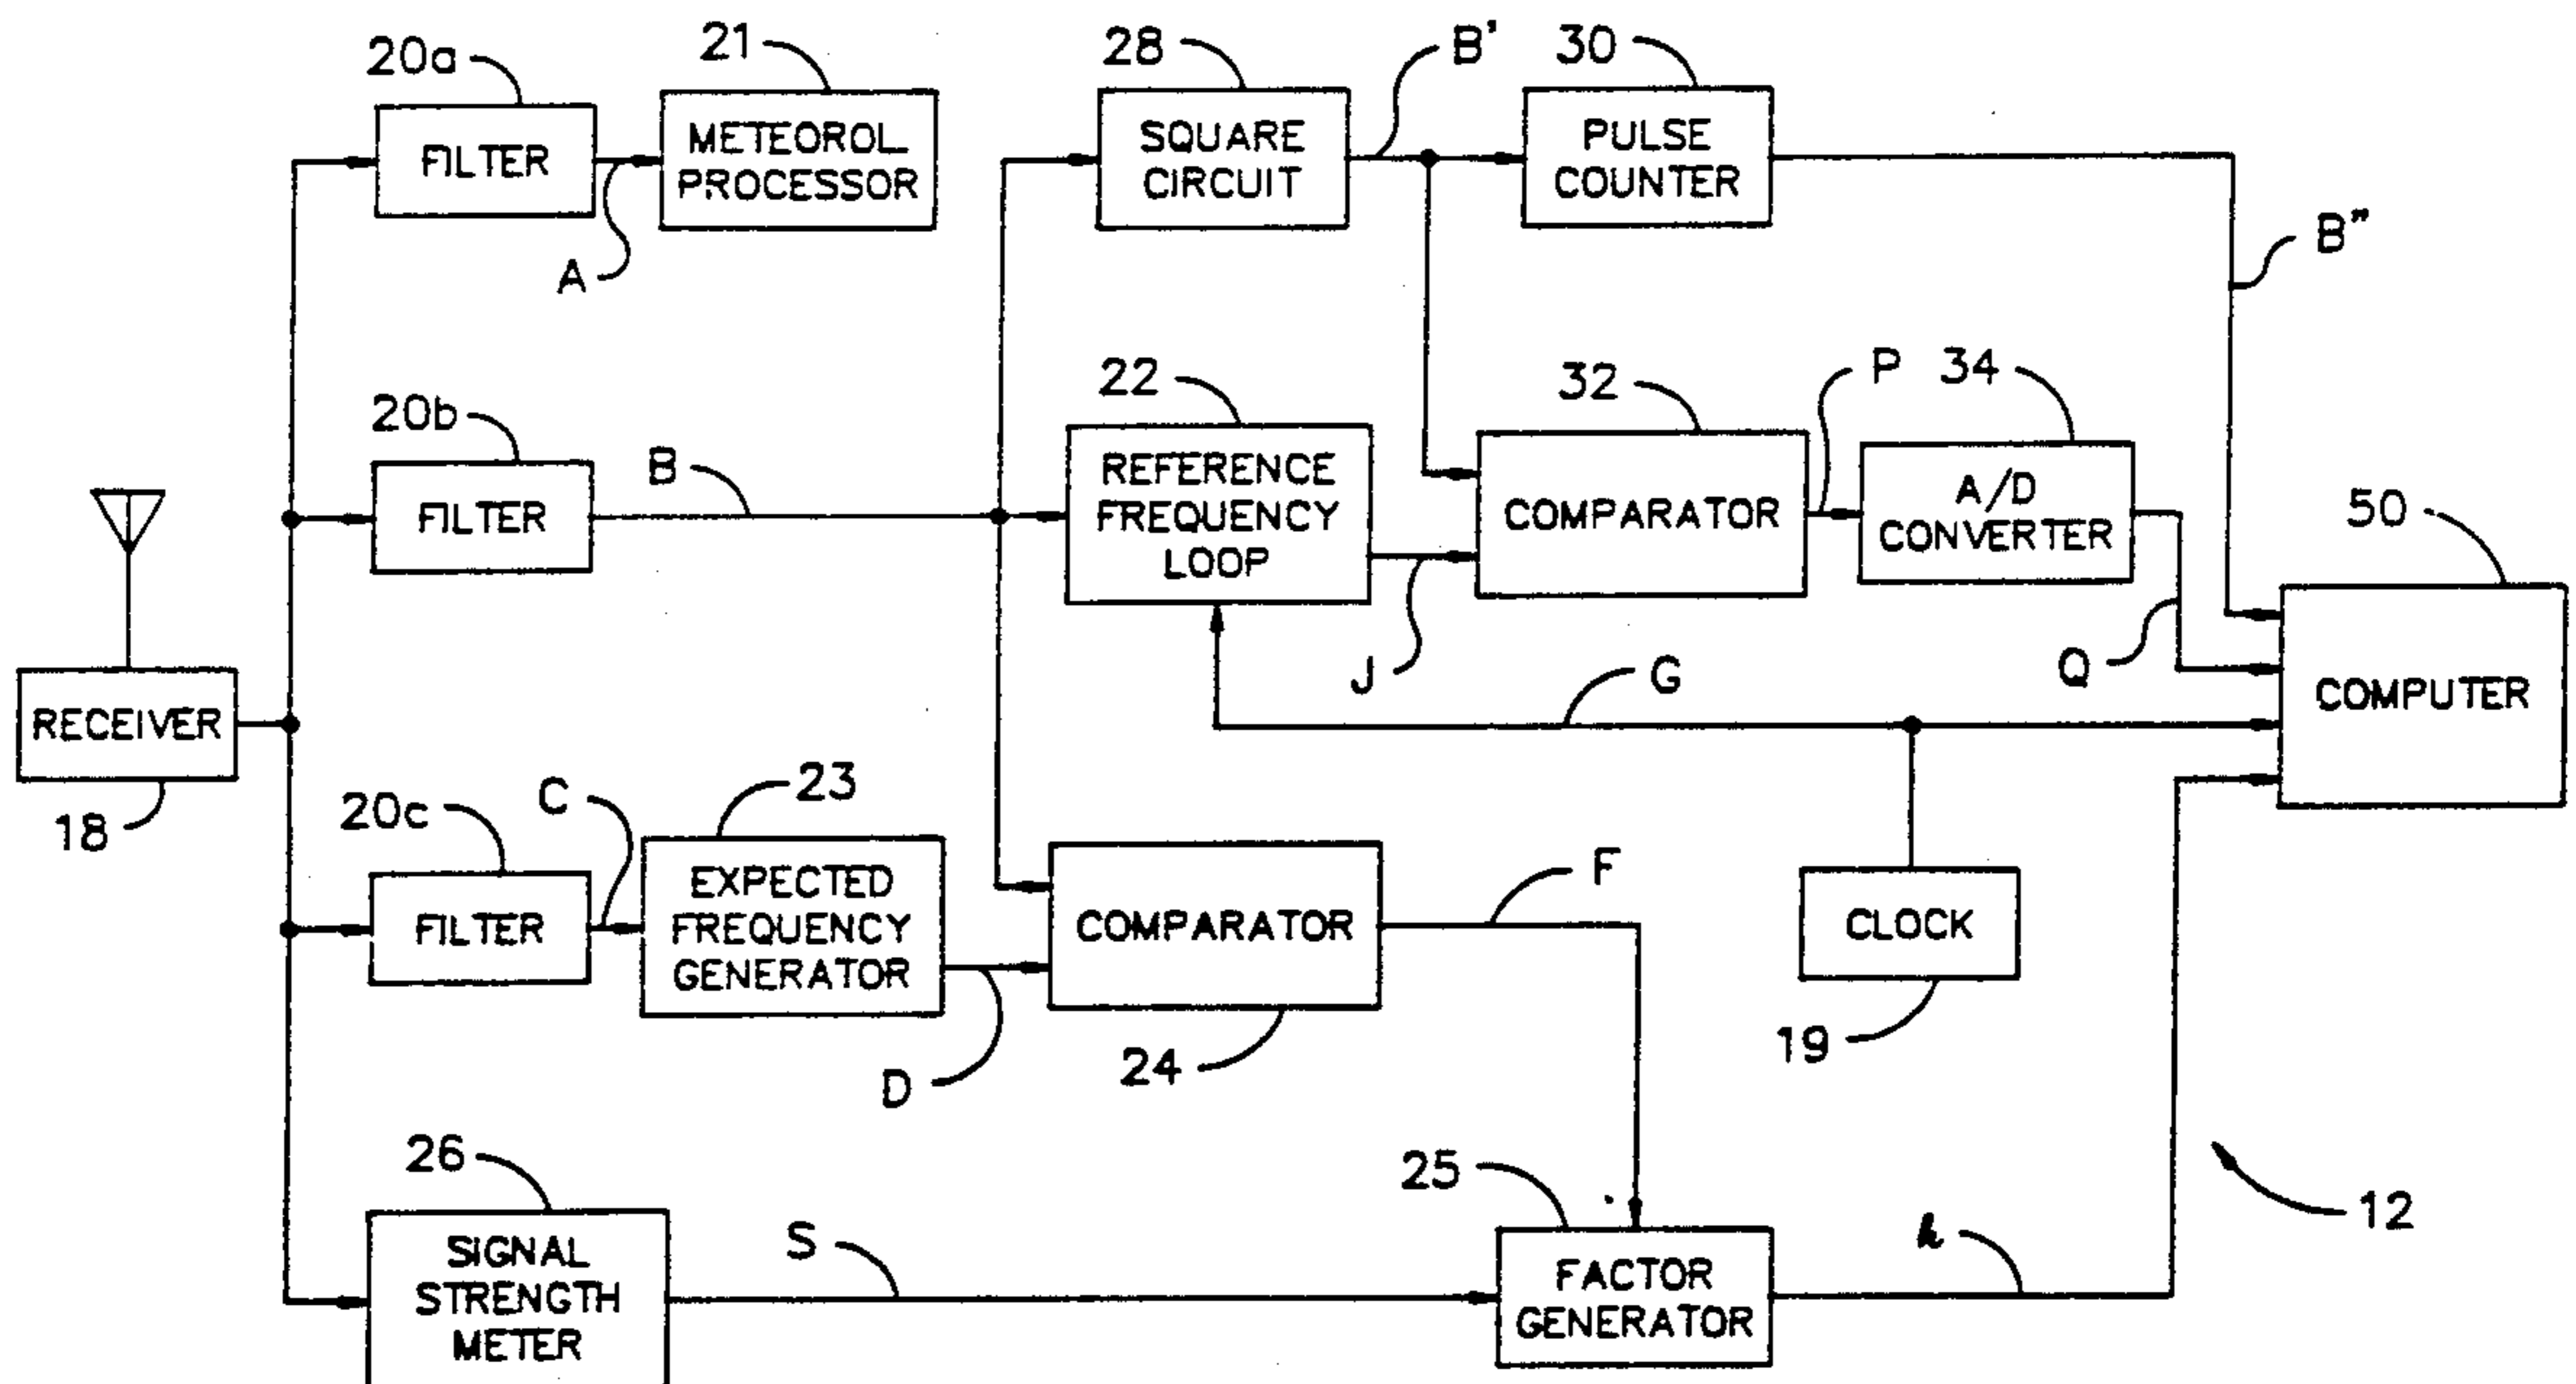 20a
21
28
B'
30
FILTER
METEOROL
PROCESSOR
SQUARE
CIRCUIT
PULSE
COUNTER
A
B"
20b
B
22
32
P
34
FILTER
REFERENCE
FREQUENCY
LOOP
COMPARATOR
A/D
CONVERTER
50
RECEIVER
18
J
G
Q
COMPUTER
20c
C
23
FILTER
EXPECTED
FREQUENCY
GENERATOR
COMPARATOR
F
CLOCK
D
24
19
26
S
25
k
12
SIGNAL
STRENGTH
METER
FACTOR
GENERATOR